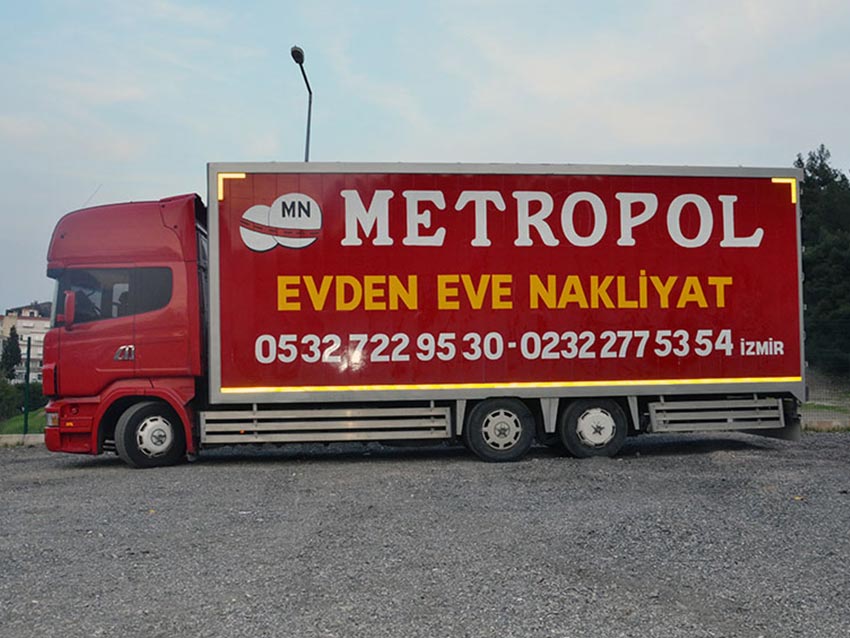 MN
METROPOL
EVDEN EVE NAKLİYAT
0532 722 95 30 - 0232 277 53 54 İZMİR